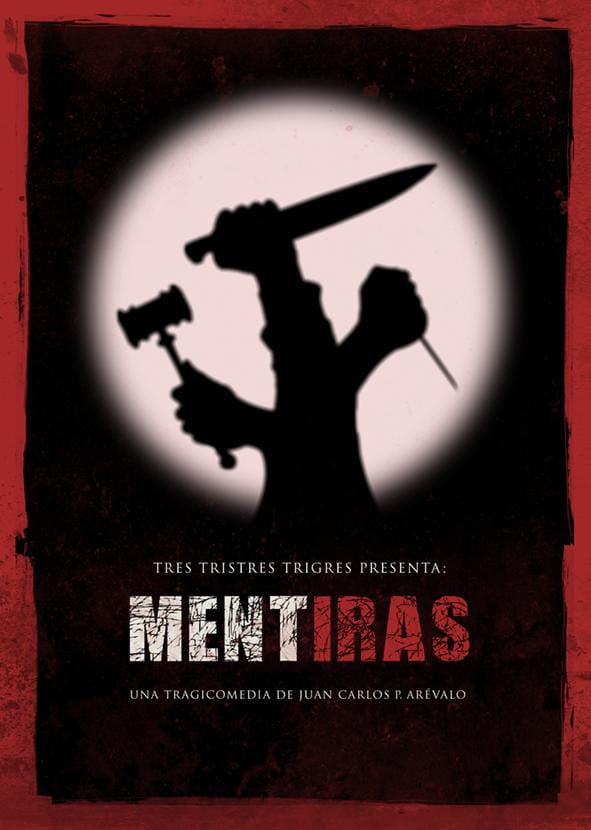 TRES TRISTRES TRIGRES PRESENTA:
MENTIRAS
UNA TRAGICOMEDIA DE JUAN CARLOS P. ARÉVALO